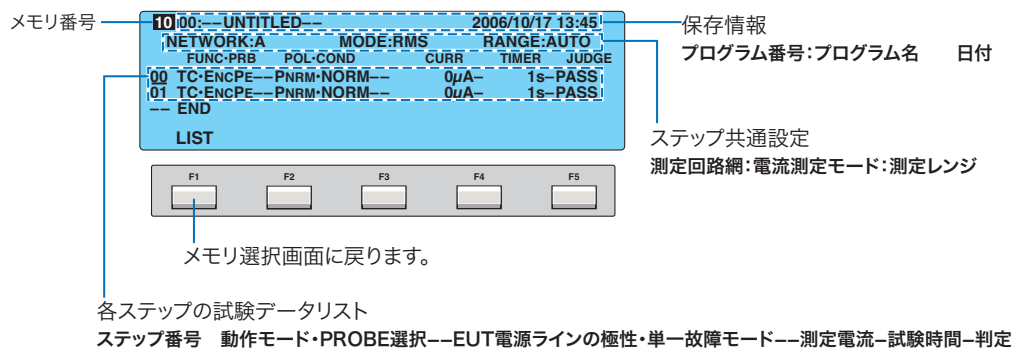 メモリ番号
10 00:−−UNTITLED−− 2006/10/17 13:45
保存情報
プログラム番号:プログラム名 日付
NETWORK:A MODE:RMS RANGE:AUTO
FUNC･PRB POL･COND CURR TIMER JUDGE
00 TC･ENCPE−−PNRM･NORM−− 0μA− 1s−PASS
01 TC･ENCPE−−PNRM･NORM−− 0μA− 1s−PASS
−− END
LIST
ステップ共通設定
測定回路網:電流測定モード:測定レンジ
F1 F2 F3 F4 F5
メモリ選択画面に戻ります。
各ステップの試験データリスト
ステップ番号 動作モード･PROBE選択−−EUT電源ラインの極性･単一故障モード−−測定電流−試験時間−判定